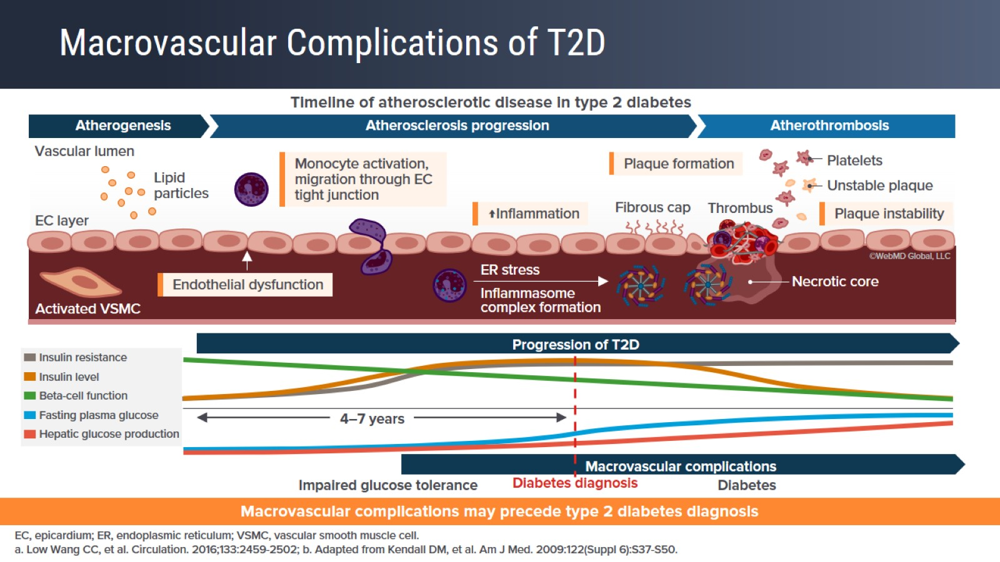 Macrovascular Complications of T2D
Timeline of atherosclerotic disease in type 2 diabetes
Atherogenesis
Atherosclerosis progression
Atherothrombosis
Vascular lumen
Lipid
particles
EC layer
Monocyte activation,
migration through EC
tight junction
↑Inflammation
Plaque formation
Fibrous cap
Thrombus
Platelets
Unstable plaque
Plaque instability
©WebMD Global, LLC
Activated VSMC
Endothelial dysfunction
ER stress
Inflammasome
complex formation
Necrotic core
Progression of T2D
Insulin resistance
Insulin level
Beta-cell function
Fasting plasma glucose
Hepatic glucose production
4–7 years
Macrovascular complications
Impaired glucose tolerance
Diabetes diagnosis
Diabetes
Macrovascular complications may precede type 2 diabetes diagnosis
EC, epicardium; ER, endoplasmic reticulum; VSMC, vascular smooth muscle cell.
a. Low Wang CC, et al. Circulation. 2016;133:2459-2502; b. Adapted from Kendall DM, et al. Am J Med. 2009:122(Suppl 6):S37-S50.